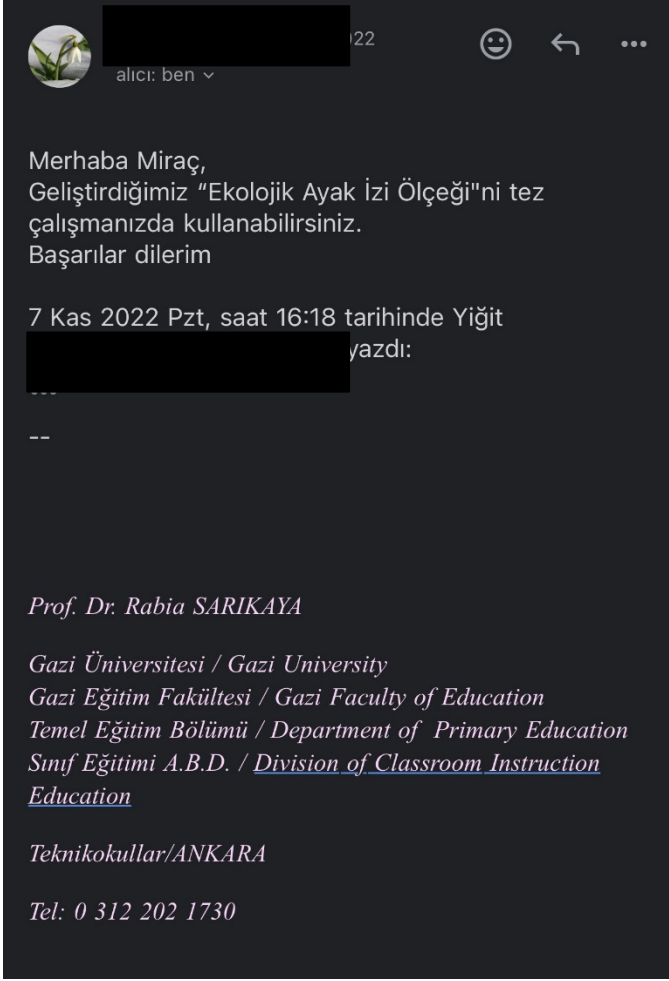 22
alıcı: ben
Merhaba Miraç,
Geliştirdiğimiz “Ekolojik Ayak İzi Ölçeği"ni tez
çalışmanızda kullanabilirsiniz.
Başarılar dilerim
7 Kas 2022 Pzt, saat 16:18 tarihinde Yiğit
yazdı:
...
--
Prof. Dr. Rabia SARIKAYA
Gazi Üniversitesi / Gazi University
Gazi Eğitim Fakültesi / Gazi Faculty of Education
Temel Eğitim Bölümü / Department of Primary Education
Sınıf Eğitimi A.B.D. / Division of Classroom Instruction
Education
Teknikokullar/ANKARA
Tel: 0 312 202 1730